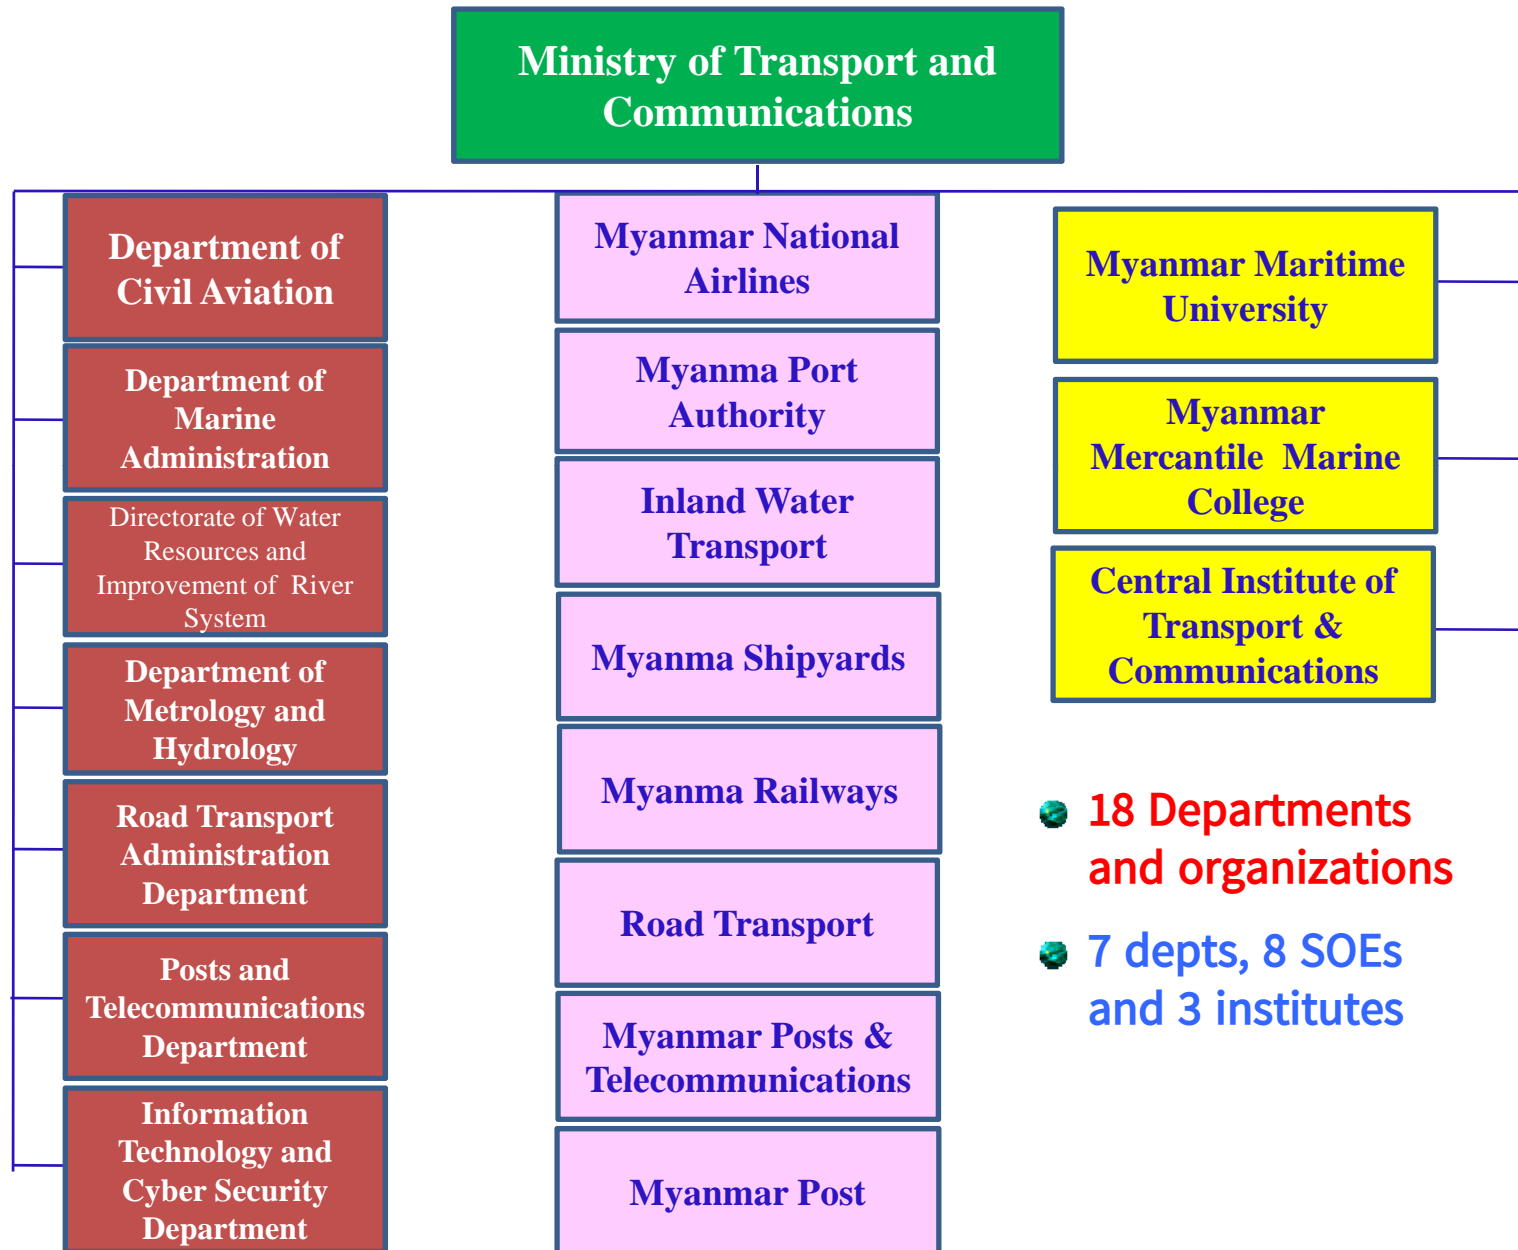 Ministry of Transport and
Communications
Department of
Civil Aviation
Department of
Marine
Administration
Directorate of Water
Resources and
Improvement of River
System
Department of
Metrology and
Hydrology
Road Transport
Administration
Department
Posts and
Telecommunications
Department
Information
Technology and
Cyber Security
Department
Myanmar National
Airlines
Myanma Port
Authority
Inland Water
Transport
Myanma Shipyards
Myanma Railways
Road Transport
Myanmar Posts &
Telecommunications
Myanmar Post
Myanmar Maritime
University
Myanmar
Mercantile Marine
College
Central Institute of
Transport &
Communications
18 Departments
and organizations
7 depts, 8 SOEs
and 3 institutes